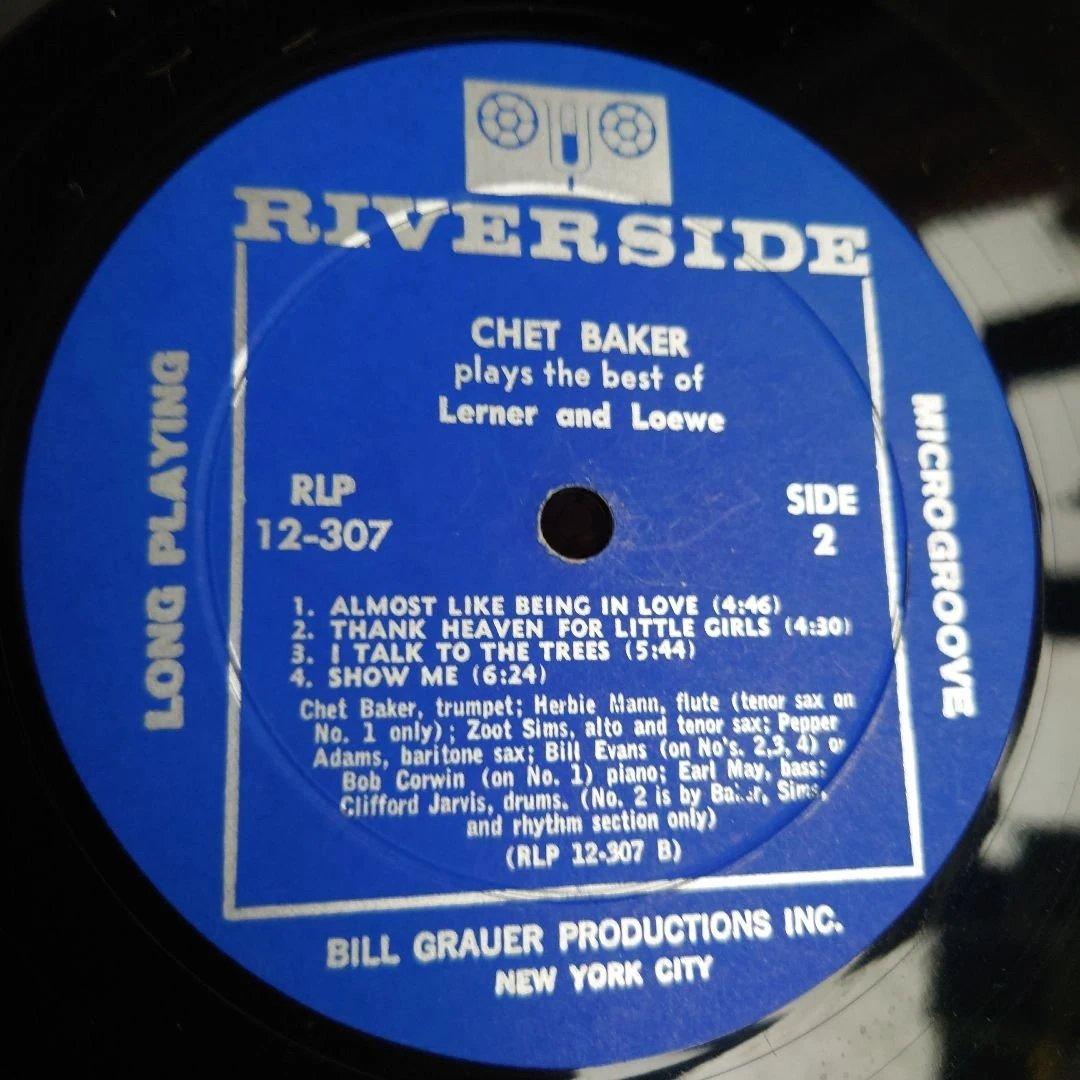 RIVERSIDE
CHET BAKER
plays the best of
Lerner and Loewe
LONG PLAYING
RLP
12-307
SIDE
2
MICROGROOVE
1. ALMOST LIKE BEING IN LOVE (4:46)
2. THANK HEAVEN FOR LITTLE GIRLS (4:30)
3. I TALK TO THE TREES (5:44)
4. SHOW ME (6:24)
Chet Baker, trumpet; Herbie Mann, flute (tenor sax on
No. 1 only); Zoot Sims, alto and tenor sax; Pepper
Adams, baritone sax; Bill Evans (on No's. 2,3, 4) or
Bob Corwin (on No. 1) piano; Earl May, bass;
Clifford Jarvis, drums. (No. 2 is by Baker, Sims,
and rhythm section only)
(RLP 12-307 B)
BILL GRAUER PRODUCTIONS INC.
NEW YORK CITY